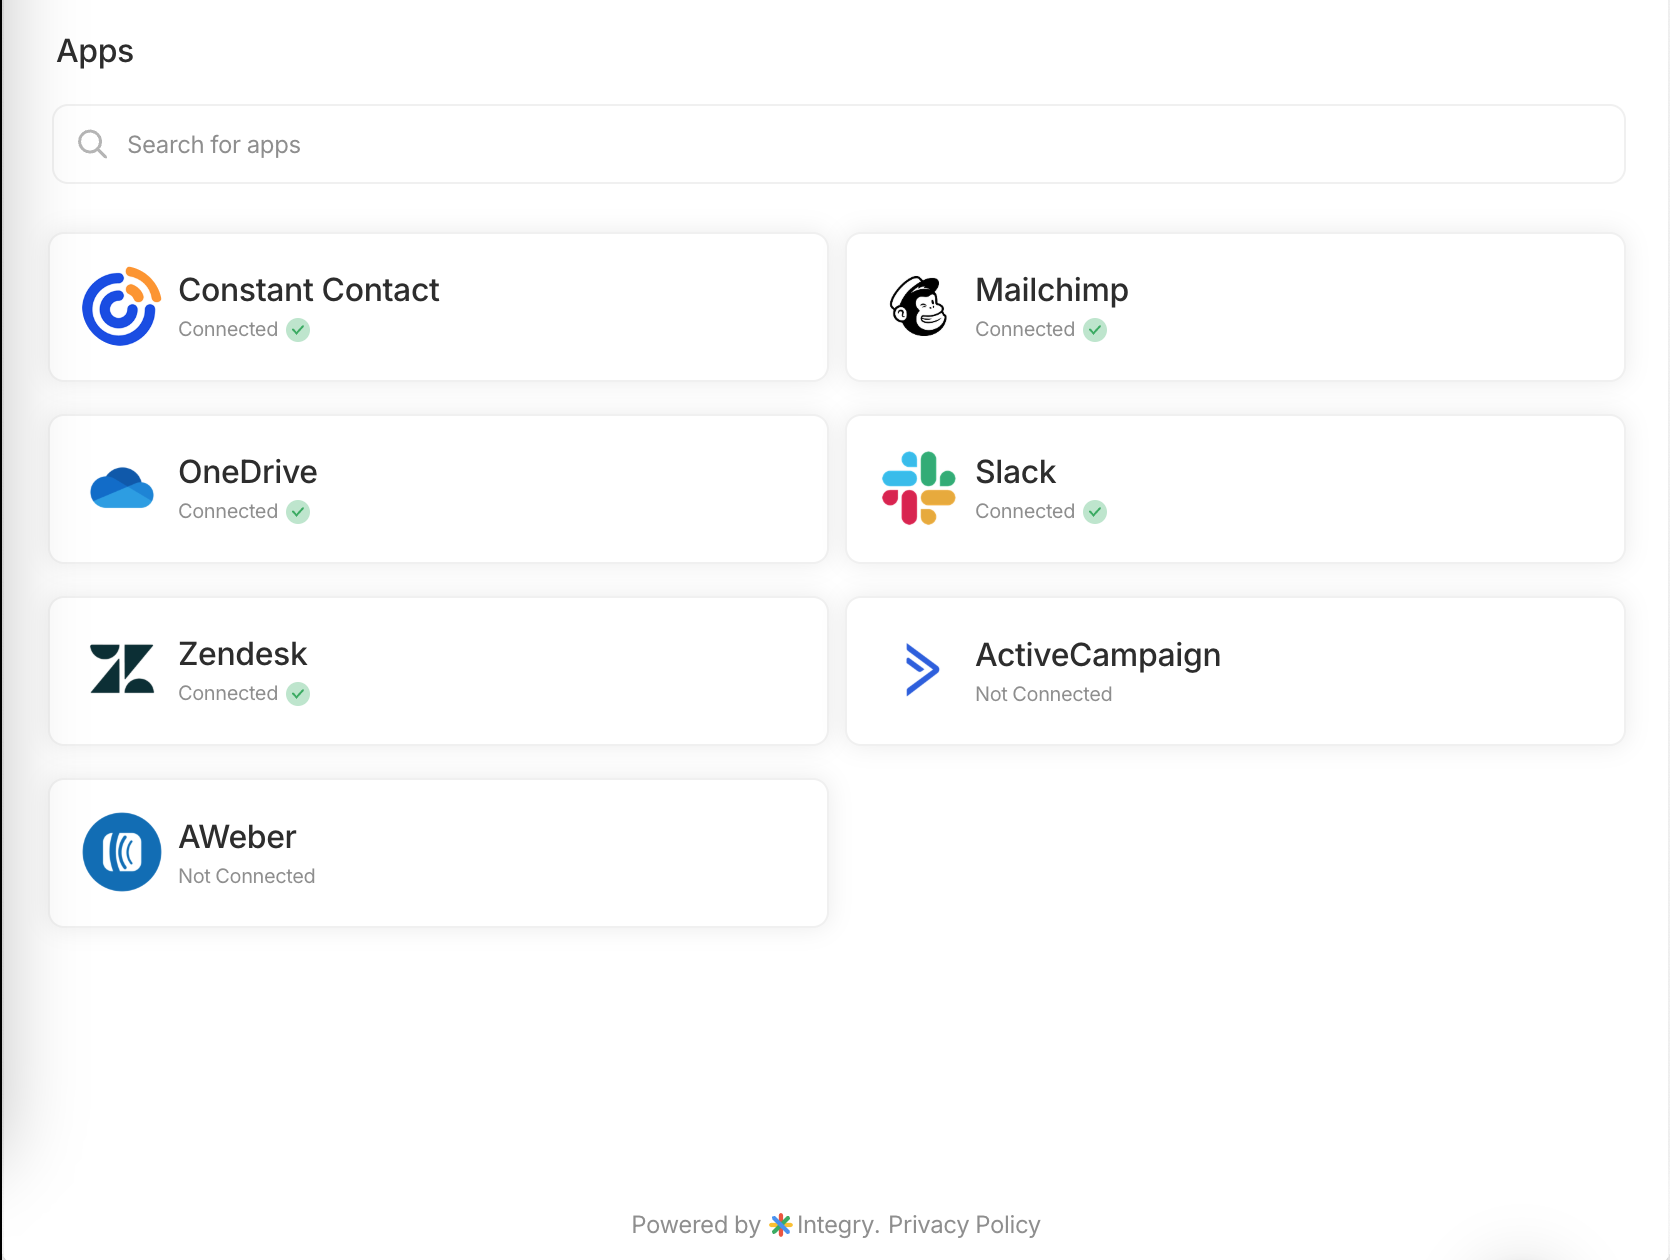 Apps
Search for apps
Constant Contact
Connected
Mailchimp
Connected
OneDrive
Connected
Slack
Connected
Zendesk
Connected
ActiveCampaign
Not Connected
AWeber
Not Connected
Powered by Integry. Privacy Policy